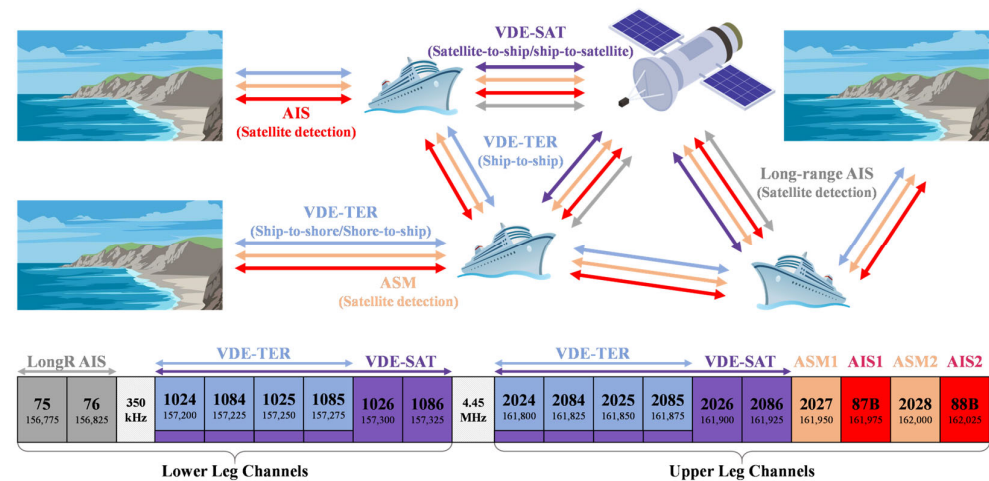 VDE-SAT
(Satellite-to-ship/ship-to-satellite)
AIS
(Satellite detection)
VDE-TER
(Ship-to-ship)
Long-range AIS
(Satellite detection)
VDE-TER
(Ship-to-shore/Shore-to-ship)
ASM
(Satellite detection)
LongR AIS
VDE-TER
VDE-SAT
VDE-TER
VDE-SAT
ASM1
AIS1
ASM2
AIS2
75
156,775
76
156,825
350
kHz
1024
157,200
1084
157,225
1025
157,250
1085
157,275
1026
157,300
1086
157,325
4.45
MHz
2024
161,800
2084
161,825
2025
161,850
2085
161,875
2026
161,900
2086
161,925
2027
161,950
87B
161,975
2028
162,000
88B
162,025
Lower Leg Channels
Upper Leg Channels